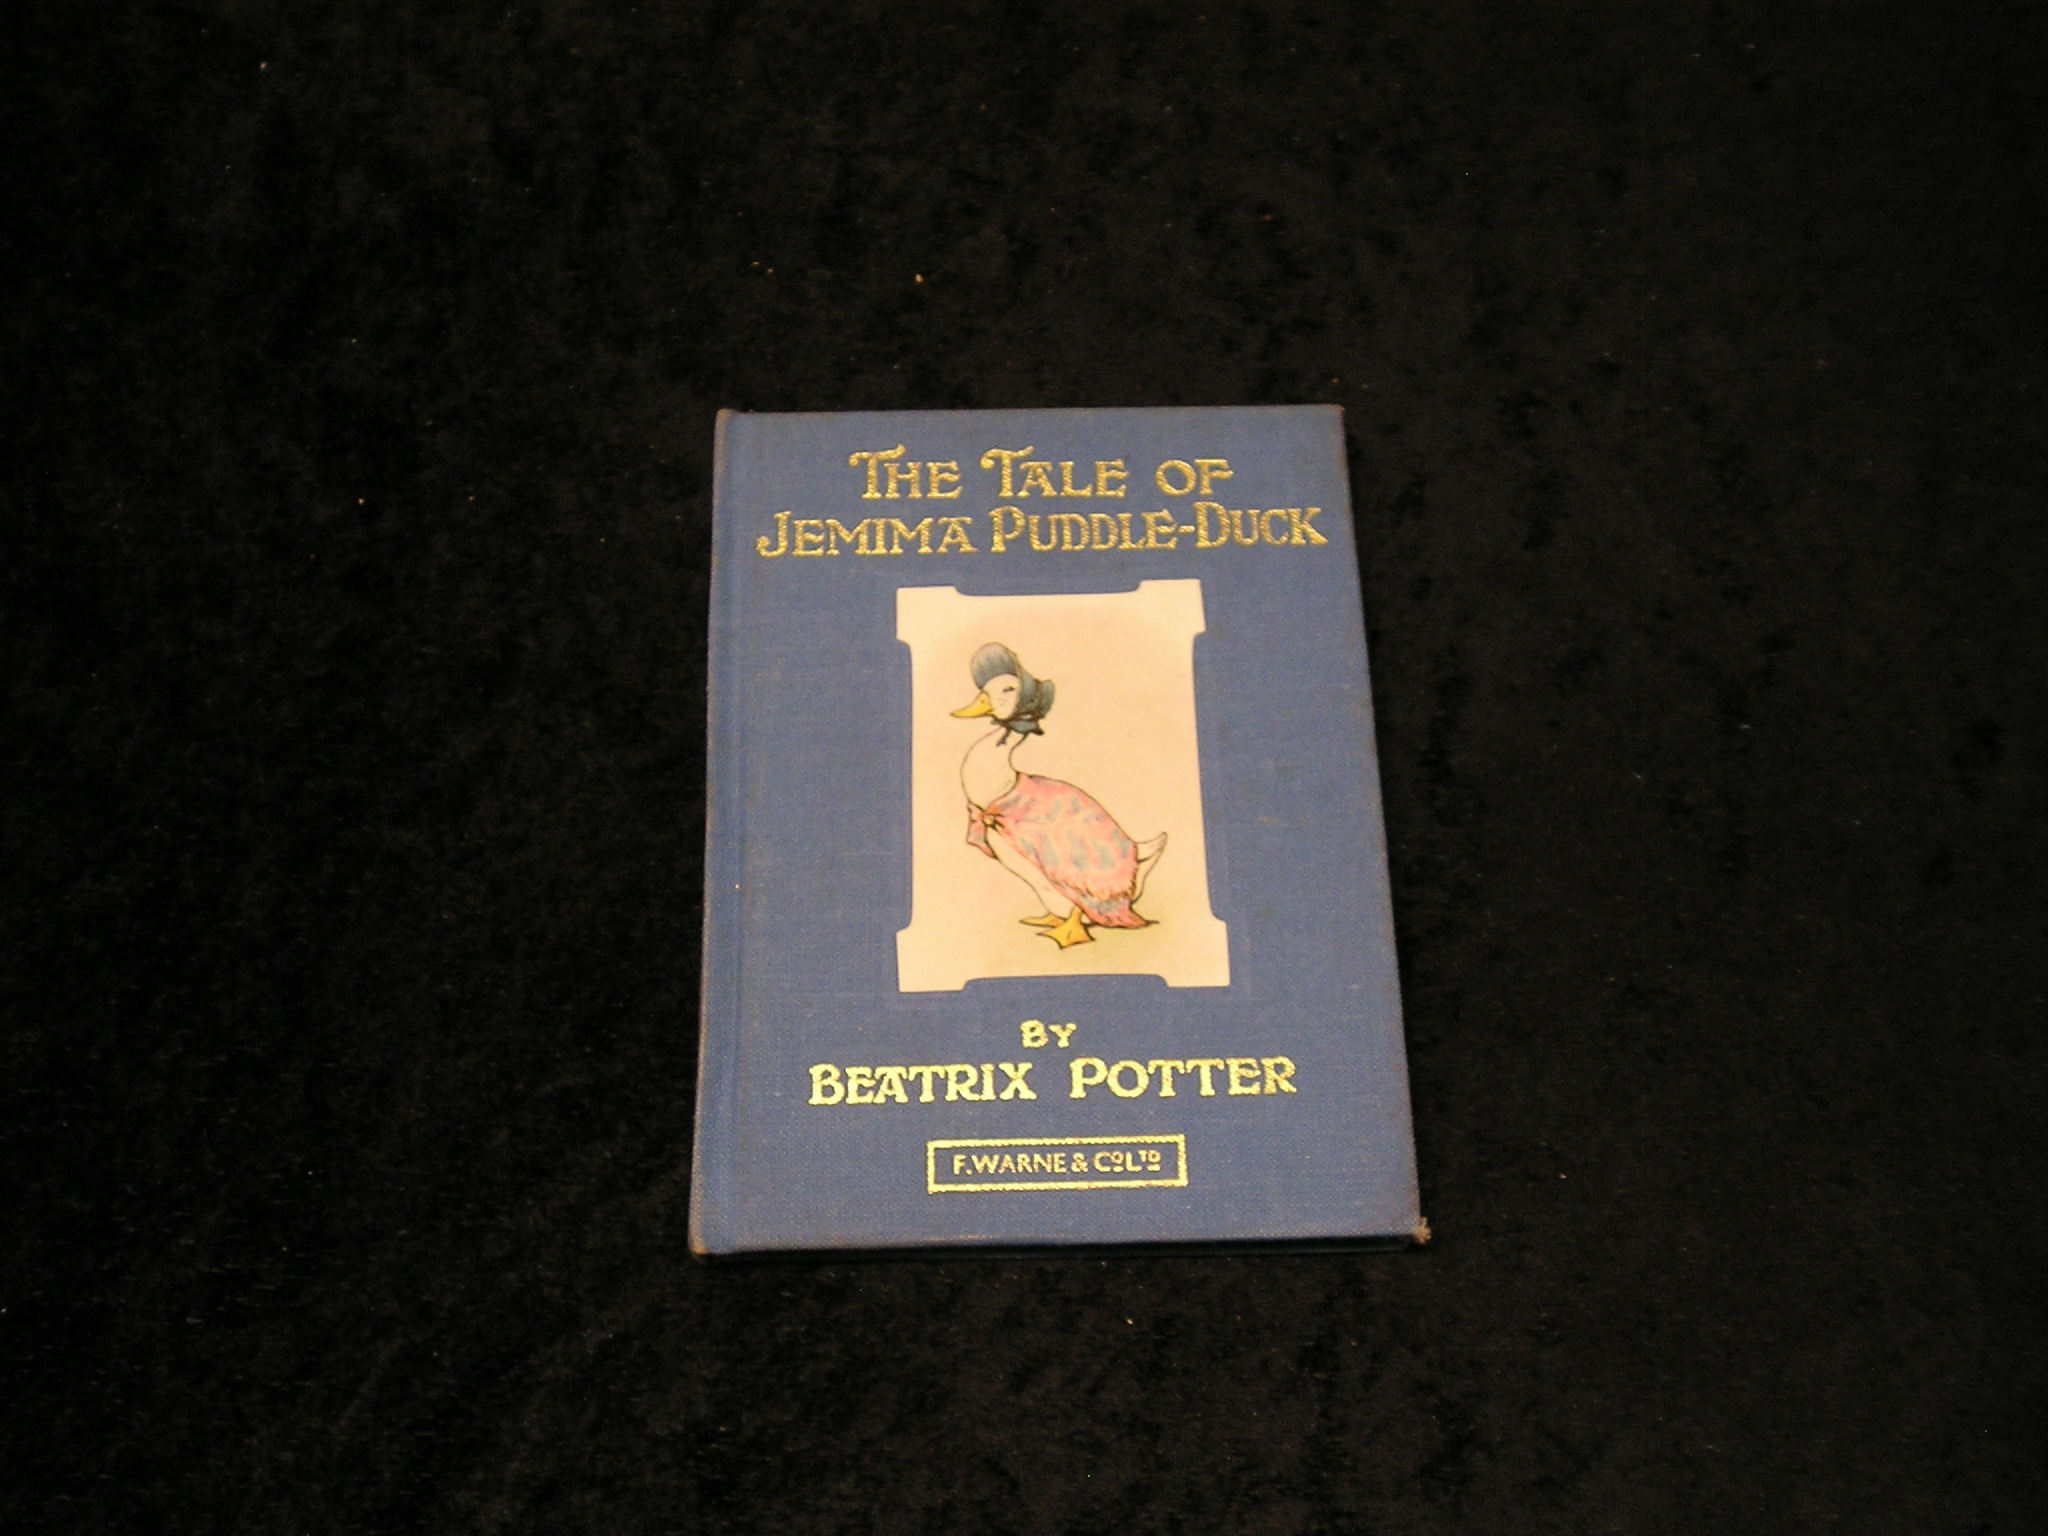 THE TALE OF
JEMIMA PUDDLE-DUCK
BY
BEATRIX POTTER
F. WARNE & CO LTD